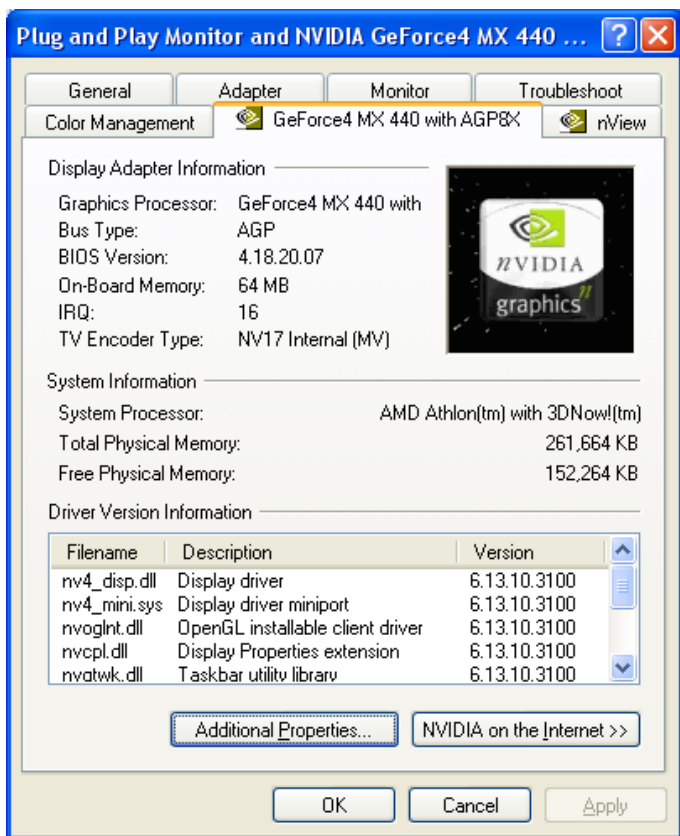 Plug and Play Monitor and NVIDIA GeForce4 MX 440 ...
General Adapter Monitor Troubleshoot
Color Management GeForce4 MX 440 with AGP8X nView
Display Adapter Information
Graphics Processor: GeForce4 MX 440 with
Bus Type: AGP
BIOS Version: 4.18.20.07
On-Board Memory: 64 MB
IRQ: 16
TV Encoder Type: NV17 Internal (MV)
nVIDIA
graphics n
System Information
System Processor: AMD Athlon(tm) with 3DNow!(tm)
Total Physical Memory: 261,664 KB
Free Physical Memory: 152,264 KB
Driver Version Information
Filename Description Version
nv4_disp.dll Display driver 6.13.10.3100
nv4_mini.sys Display driver miniport 6.13.10.3100
nvoglnt.dll OpenGL installable client driver 6.13.10.3100
nvcpl.dll Display Properties extension 6.13.10.3100
nvqtwk.dll Taskbar utility library 6.13.10.3100
Additional Properties... NVIDIA on the Internet >>
OK Cancel Apply